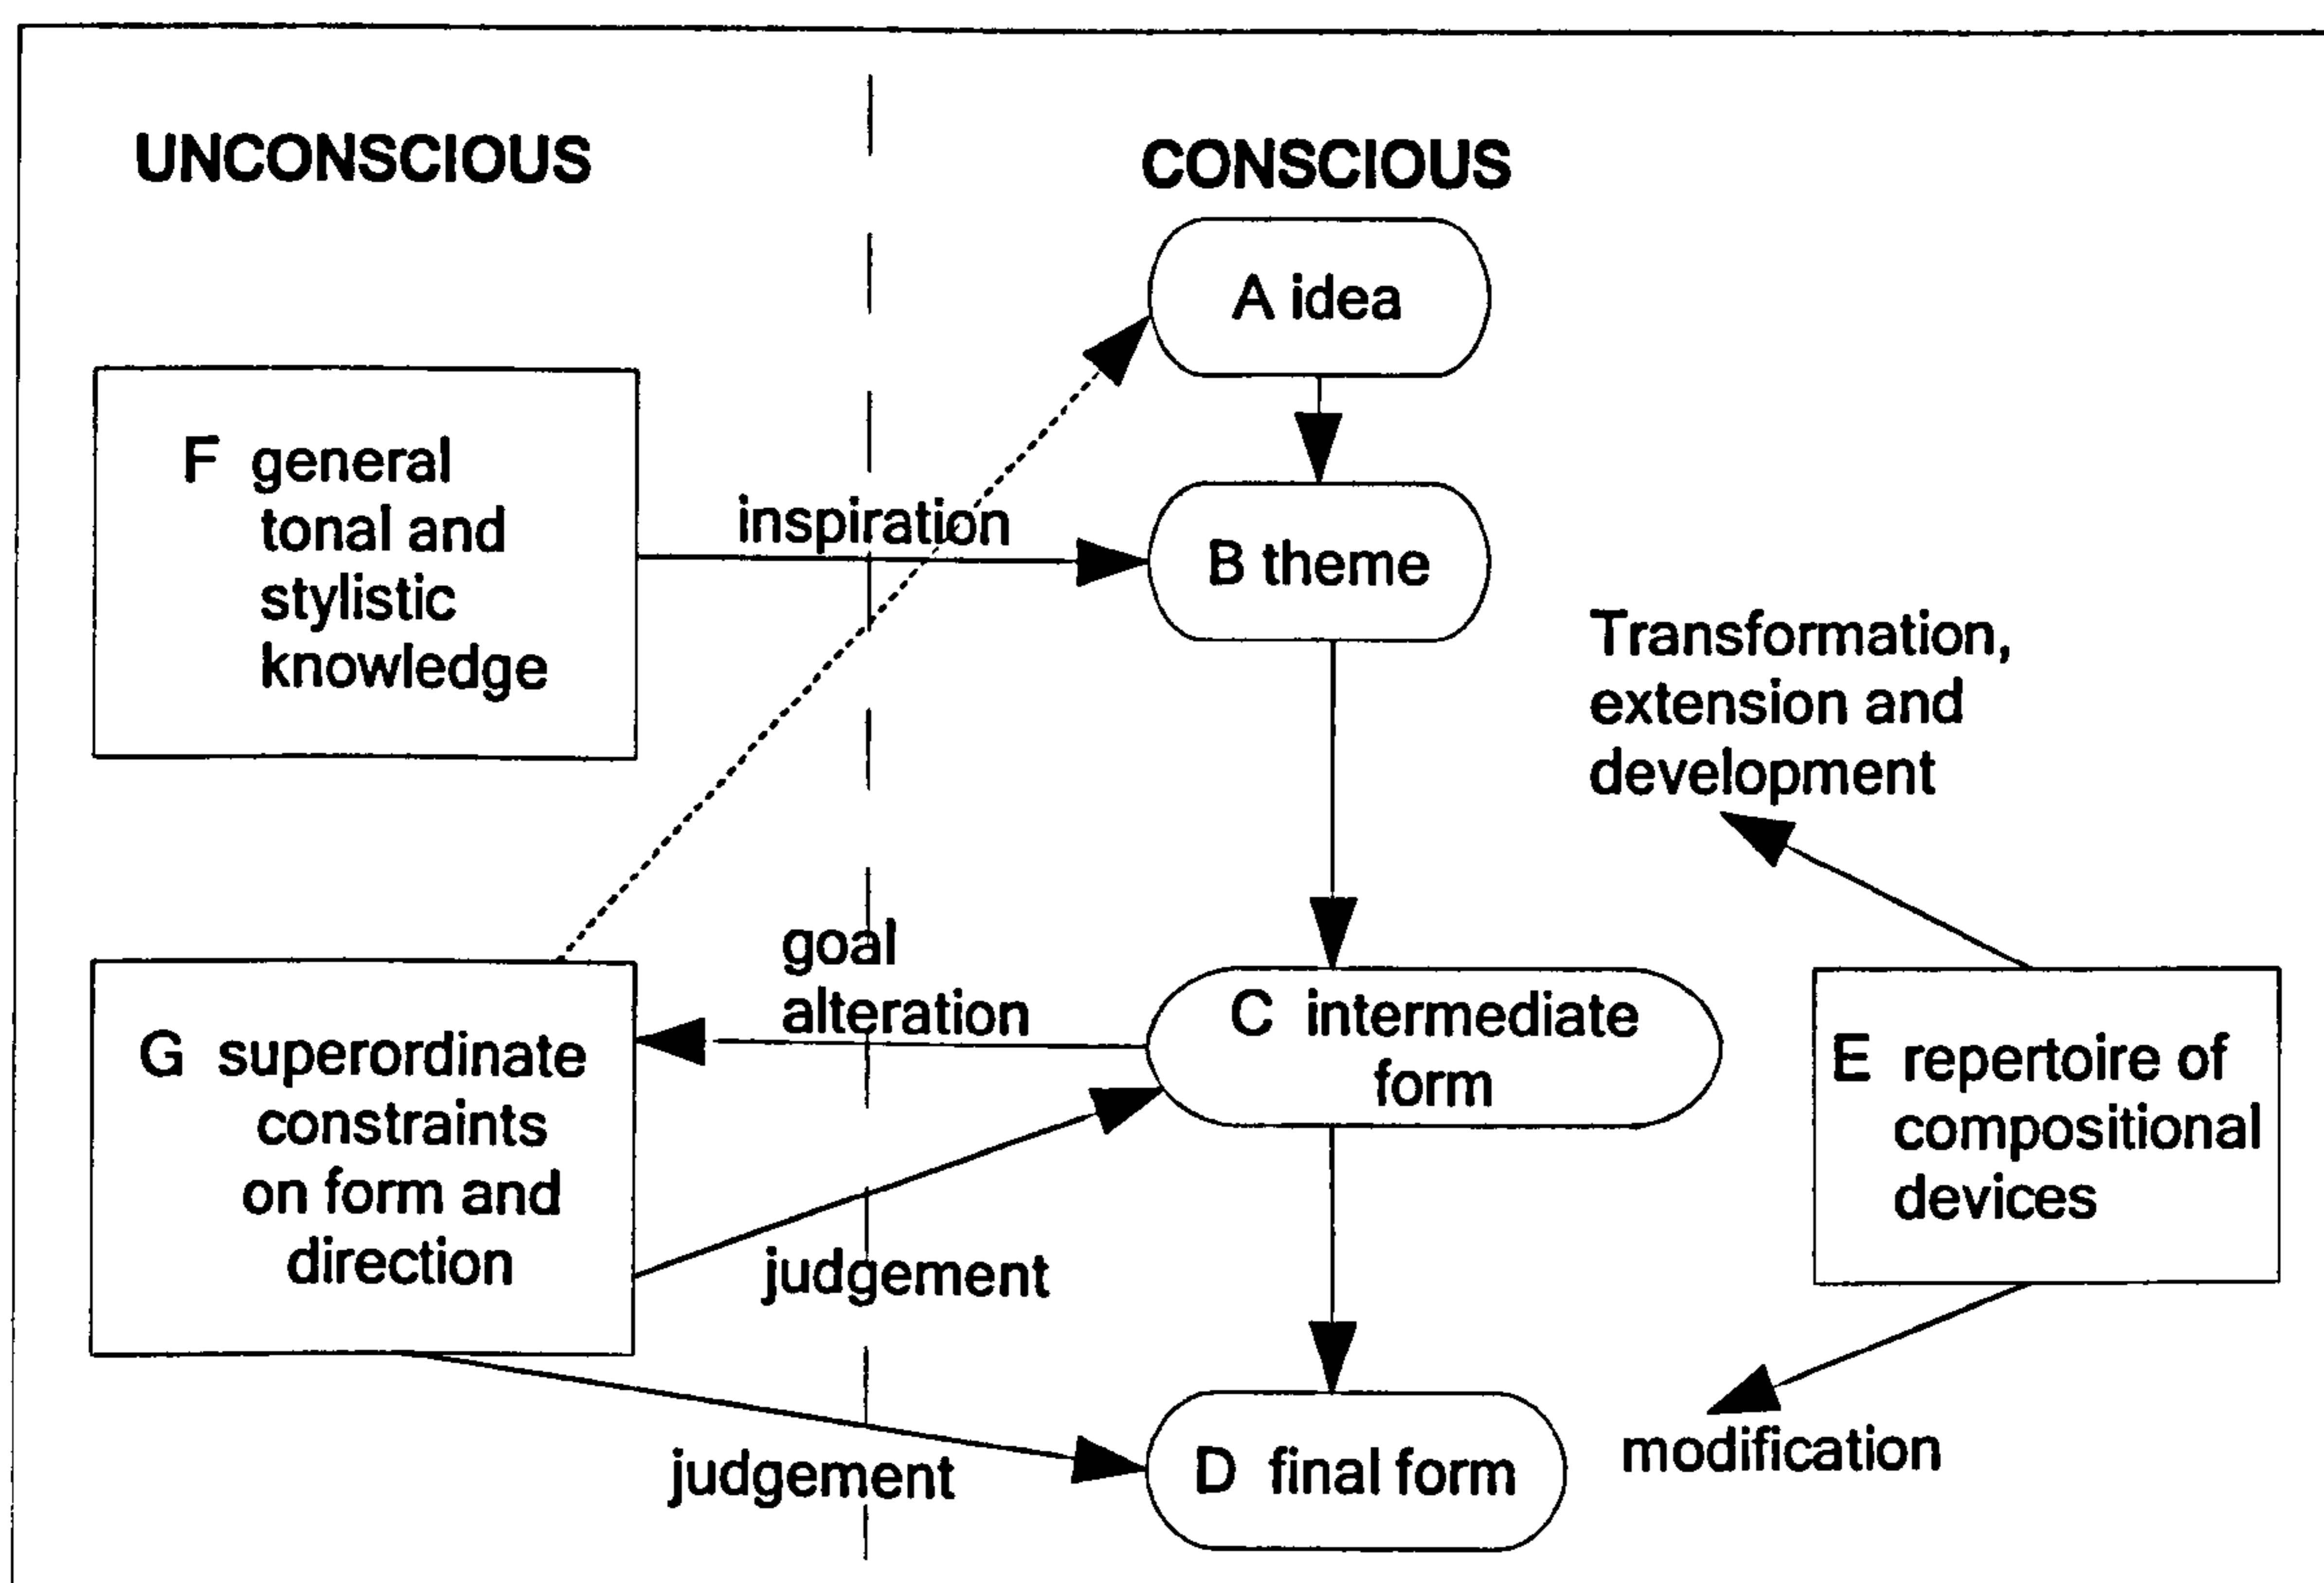 UNCONSCIOUS
CONSCIOUS
A idea
F general
tonal and
stylistic
knowledge
inspiration
B theme
Transformation,
extension and
development
goal
alteration
G superordinate
constraints
on form and
direction
C intermediate
form
E repertoire of
compositional
devices
judgement
judgement
D final form
modification